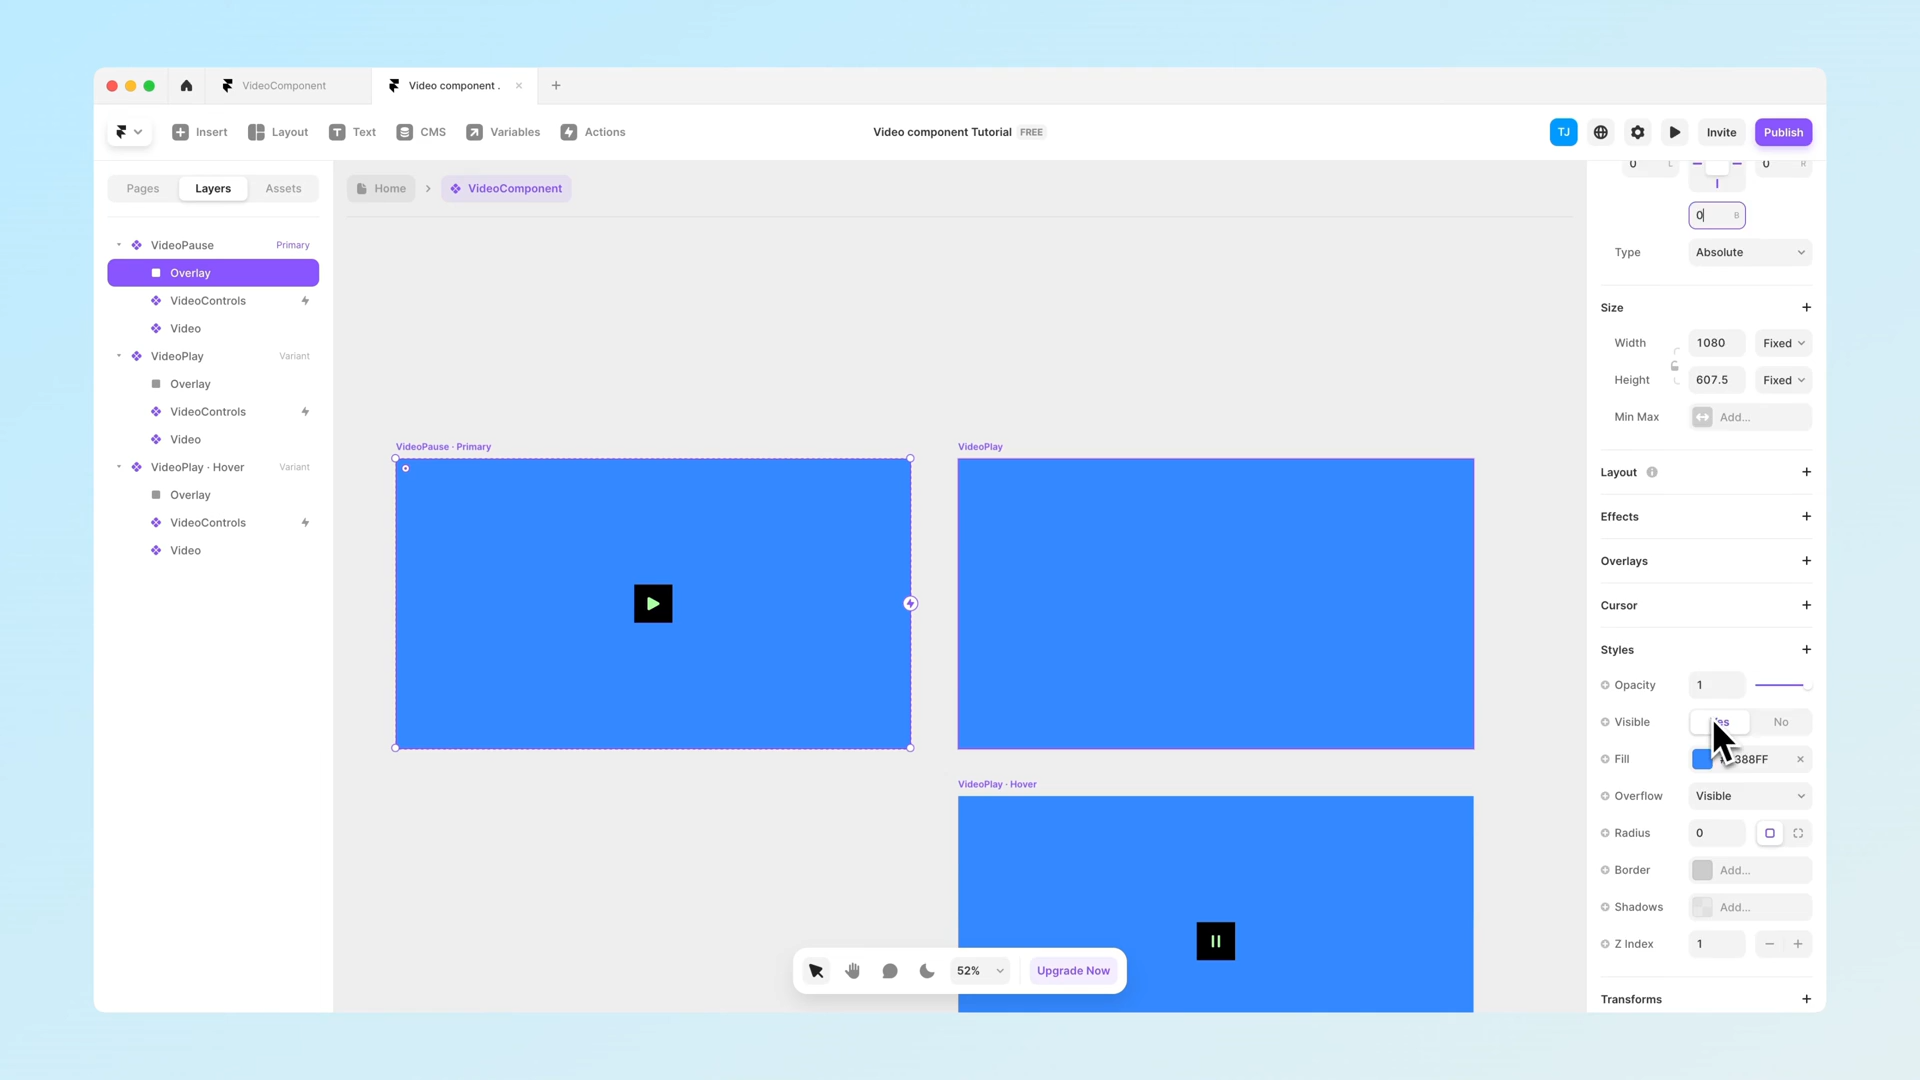 VideoComponent
Video component .
Insert
Layout
Text
CMS
Variables
Actions
Video component Tutorial FREE
TJ
Invite
Publish
Pages
Layers
Assets
Home
VideoComponent
VideoPause Primary
Overlay
VideoControls
Video
VideoPlay Variant
Overlay
VideoControls
Video
VideoPlay · Hover Variant
Overlay
VideoControls
Video
VideoPause · Primary
VideoPlay
VideoPlay · Hover
52%
Upgrade Now
0 L
0 R
0 B
Type Absolute
Size
Width 1080 Fixed
Height 607.5 Fixed
Min Max Add...
Layout
Effects
Overlays
Cursor
Styles
Opacity 1
Visible No
Fill
Overflow Visible
Radius 0
Border Add...
Shadows Add...
Z Index 1
Transforms